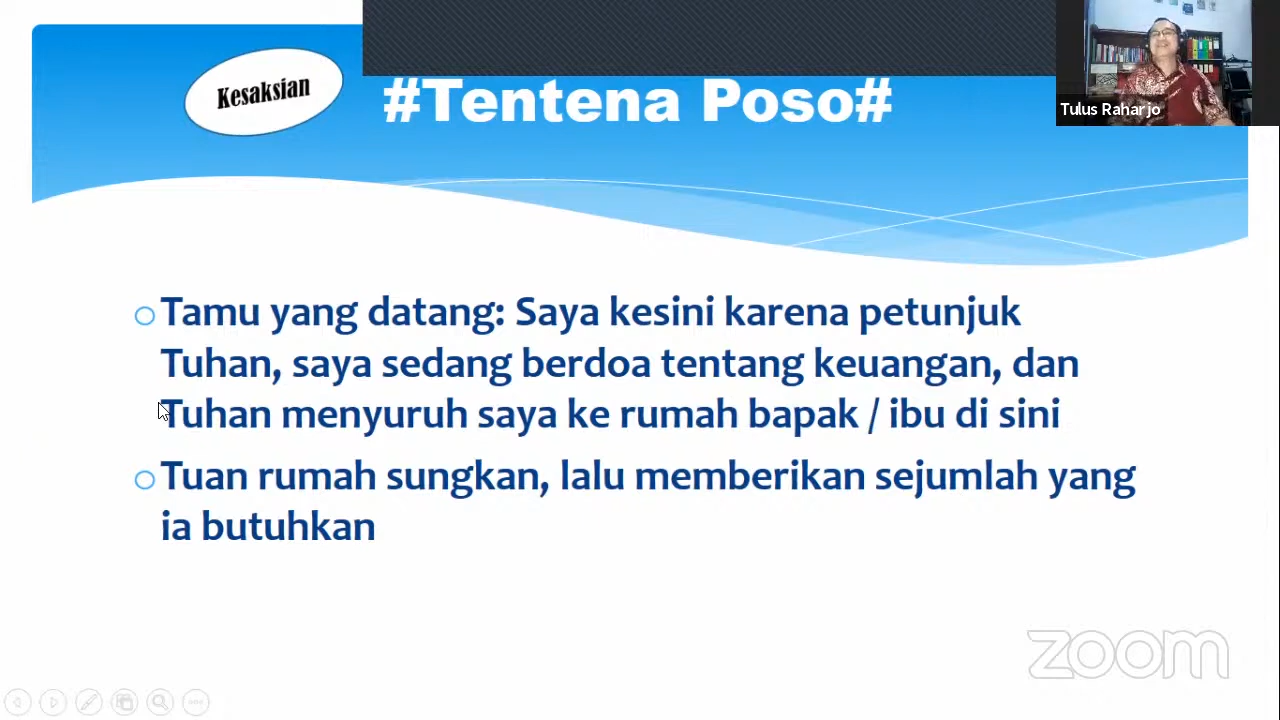 Kesaksian
#Tentena Poso#
Tulus Raharjo
Tamu yang datang: Saya kesini karena petunjuk
Tuhan, saya sedang berdoa tentang keuangan, dan
Tuhan menyuruh saya ke rumah bapak / ibu di sini
Tuan rumah sungkan, lalu memberikan sejumlah yang
ia butuhkan
zoom